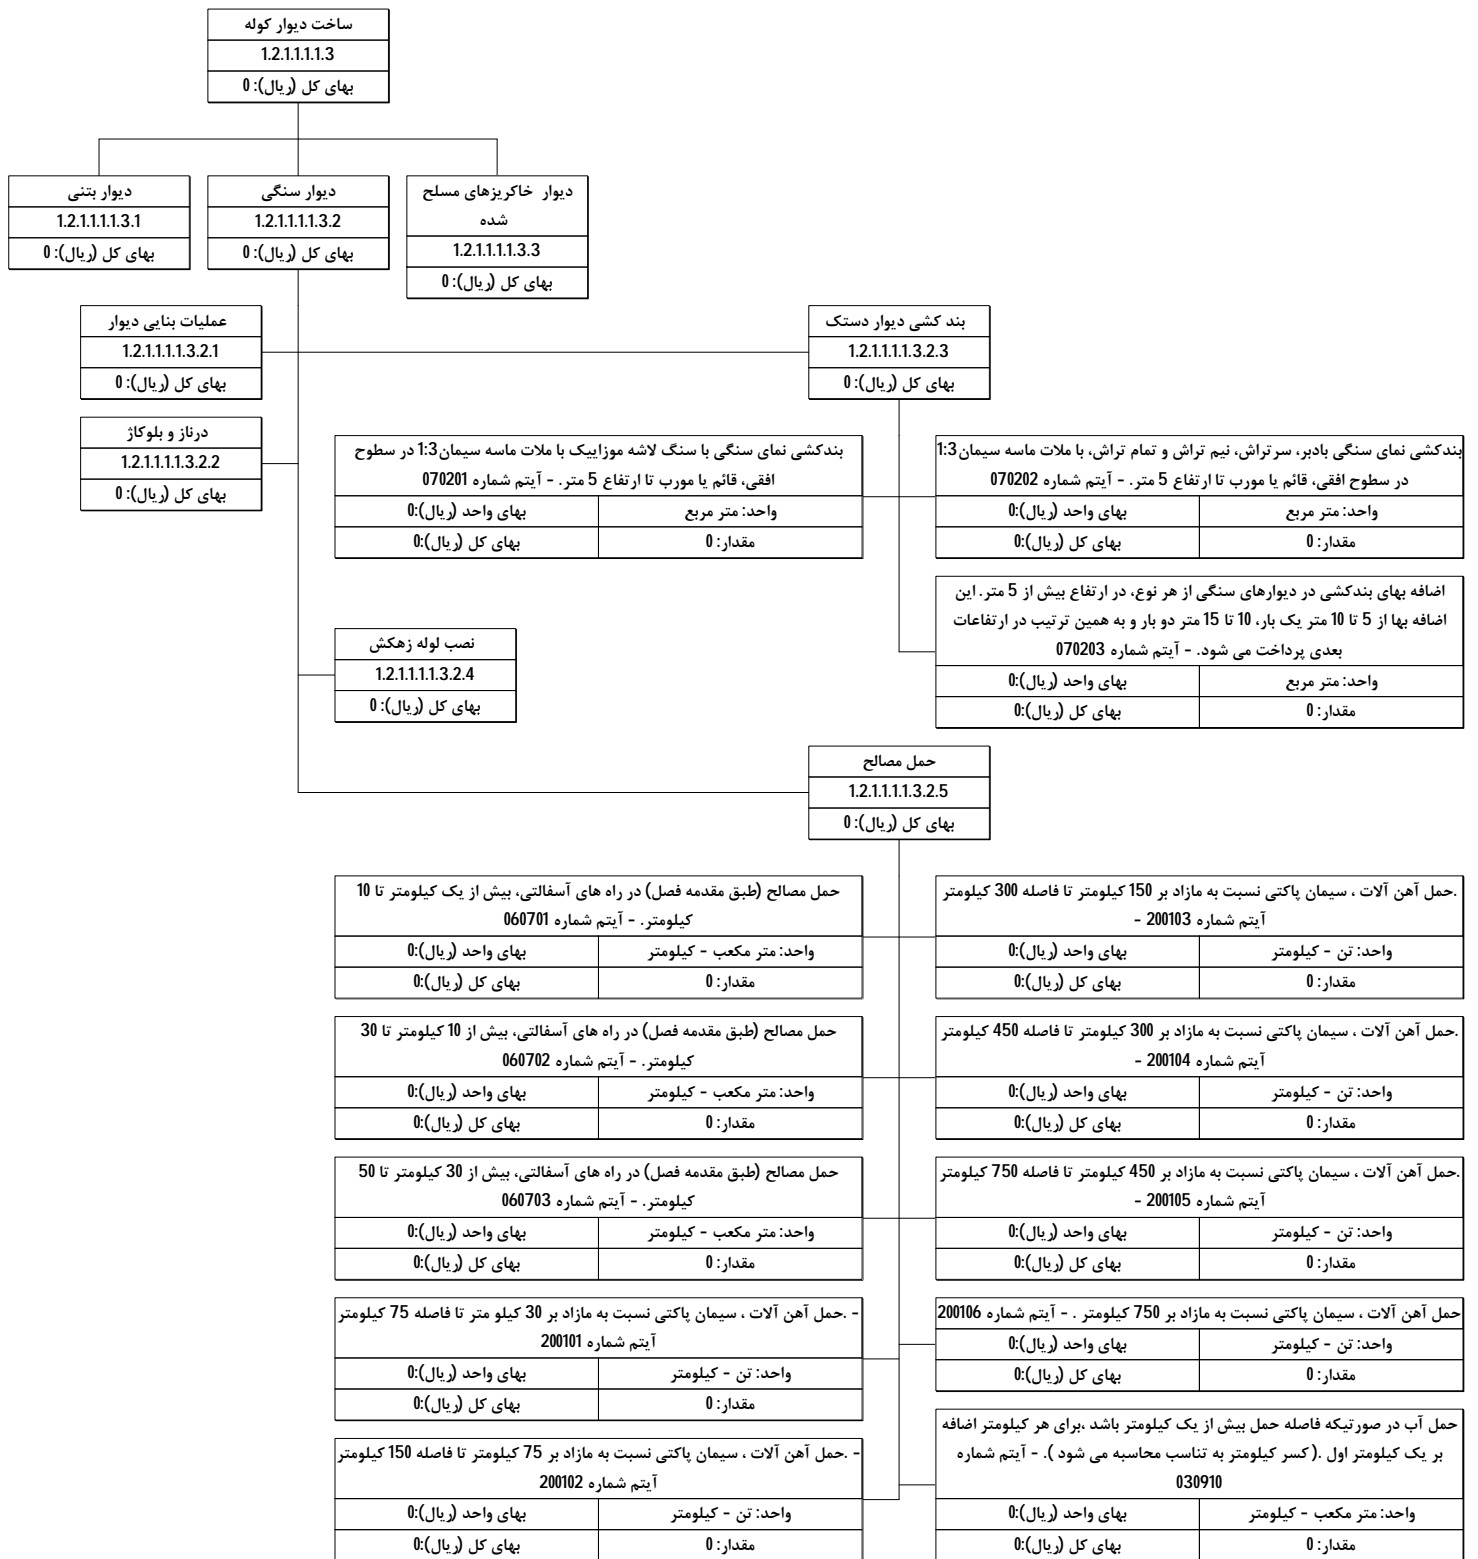 ساخت دیوار کوله
1.2.1.1.1.1.3
بهای کل (ریال): 0
دیوار بتنی
1.2.1.1.1.1.3.1
بهای کل (ریال): 0
دیوار سنگی
1.2.1.1.1.1.3.2
بهای کل (ریال): 0
دیوار خاکریزهای مسلح
شده
1.2.1.1.1.1.3.3
بهای کل (ریال): 0
عملیات بنایی دیوار
1.2.1.1.1.1.3.2.1
بهای کل (ریال): 0
بند کشی دیوار دستک
1.2.1.1.1.1.3.2.3
بهای کل (ریال): 0
درناز و بلوکاژ
1.2.1.1.1.1.3.2.2
بهای کل (ریال): 0
بندکشی نمای سنگی با سنگ لاشه موزاییک با ملات ماسه سیمان 1:3 در سطوح
افقی، قائم یا مورب تا ارتفاع 5 متر. - آیتم شماره 070201
واحد: متر مربع
بهای واحد (ریال):0
مقدار: 0
بهای کل (ریال):0
بندکشی نمای سنگی بادبر، سرتراش، نیم تراش و تمام تراش، با ملات ماسه سیمان 1:3
در سطوح افقی، قائم یا مورب تا ارتفاع 5 متر. - آیتم شماره 070202
واحد: متر مربع
بهای واحد (ریال):0
مقدار: 0
بهای کل (ریال):0
اضافه بهای بندکشی در دیوارهای سنگی از هر نوع، در ارتفاع بیش از 5 متر. این
اضافه بها از 5 تا 10 متر یک بار، 10 تا 15 متر دو بار و به همین ترتیب در ارتفاعات
بعدی پرداخت می شود. - آیتم شماره 070203
واحد: متر مربع
بهای واحد (ریال):0
مقدار: 0
بهای کل (ریال):0
نصب لوله زهکش
1.2.1.1.1.1.3.2.4
بهای کل (ریال): 0
حمل مصالح
1.2.1.1.1.1.3.2.5
بهای کل (ریال): 0
حمل مصالح (طبق مقدمه فصل) در راه های آسفالتی، بیش از یک کیلومتر تا 10
کیلومتر. - آیتم شماره 060701
واحد: متر مکعب - کیلومتر
بهای واحد (ریال):0
مقدار: 0
بهای کل (ریال):0
.حمل آهن آلات ، سیمان پاکتی نسبت به مازاد بر 150 کیلومتر تا فاصله 300 کیلومتر
آیتم شماره 200103 -
واحد: تن - کیلومتر
بهای واحد (ریال):0
مقدار: 0
بهای کل (ریال):0
حمل مصالح (طبق مقدمه فصل) در راه های آسفالتی، بیش از 10 کیلومتر تا 30
کیلومتر. - آیتم شماره 060702
واحد: متر مکعب - کیلومتر
بهای واحد (ریال):0
مقدار: 0
بهای کل (ریال):0
.حمل آهن آلات ، سیمان پاکتی نسبت به مازاد بر 300 کیلومتر تا فاصله 450 کیلومتر
آیتم شماره 200104 -
واحد: تن - کیلومتر
بهای واحد (ریال):0
مقدار: 0
بهای کل (ریال):0
حمل مصالح (طبق مقدمه فصل) در راه های آسفالتی، بیش از 30 کیلومتر تا 50
کیلومتر. - آیتم شماره 060703
واحد: متر مکعب - کیلومتر
بهای واحد (ریال):0
مقدار: 0
بهای کل (ریال):0
.حمل آهن آلات ، سیمان پاکتی نسبت به مازاد بر 450 کیلومتر تا فاصله 750 کیلومتر
آیتم شماره 200105 -
واحد: تن - کیلومتر
بهای واحد (ریال):0
مقدار: 0
بهای کل (ریال):0
- .حمل آهن آلات ، سیمان پاکتی نسبت به مازاد بر 30 کیلو متر تا فاصله 75 کیلومتر
آیتم شماره 200101
واحد: تن - کیلومتر
بهای واحد (ریال):0
مقدار: 0
بهای کل (ریال):0
حمل آهن آلات ، سیمان پاکتی نسبت به مازاد بر 750 کیلومتر . - آیتم شماره 200106
واحد: تن - کیلومتر
بهای واحد (ریال):0
مقدار: 0
بهای کل (ریال):0
- .حمل آهن آلات ، سیمان پاکتی نسبت به مازاد بر 75 کیلومتر تا فاصله 150 کیلومتر
آیتم شماره 200102
واحد: تن - کیلومتر
بهای واحد (ریال):0
مقدار: 0
بهای کل (ریال):0
حمل آب در صورتیکه فاصله حمل بیش از یک کیلومتر باشد ،برای هر کیلومتر اضافه
بر یک کیلومتر اول .( کسر کیلومتر به تناسب محاسبه می شود ). - آیتم شماره
030910
واحد: متر مکعب - کیلومتر
بهای واحد (ریال):0
مقدار: 0
بهای کل (ریال):0